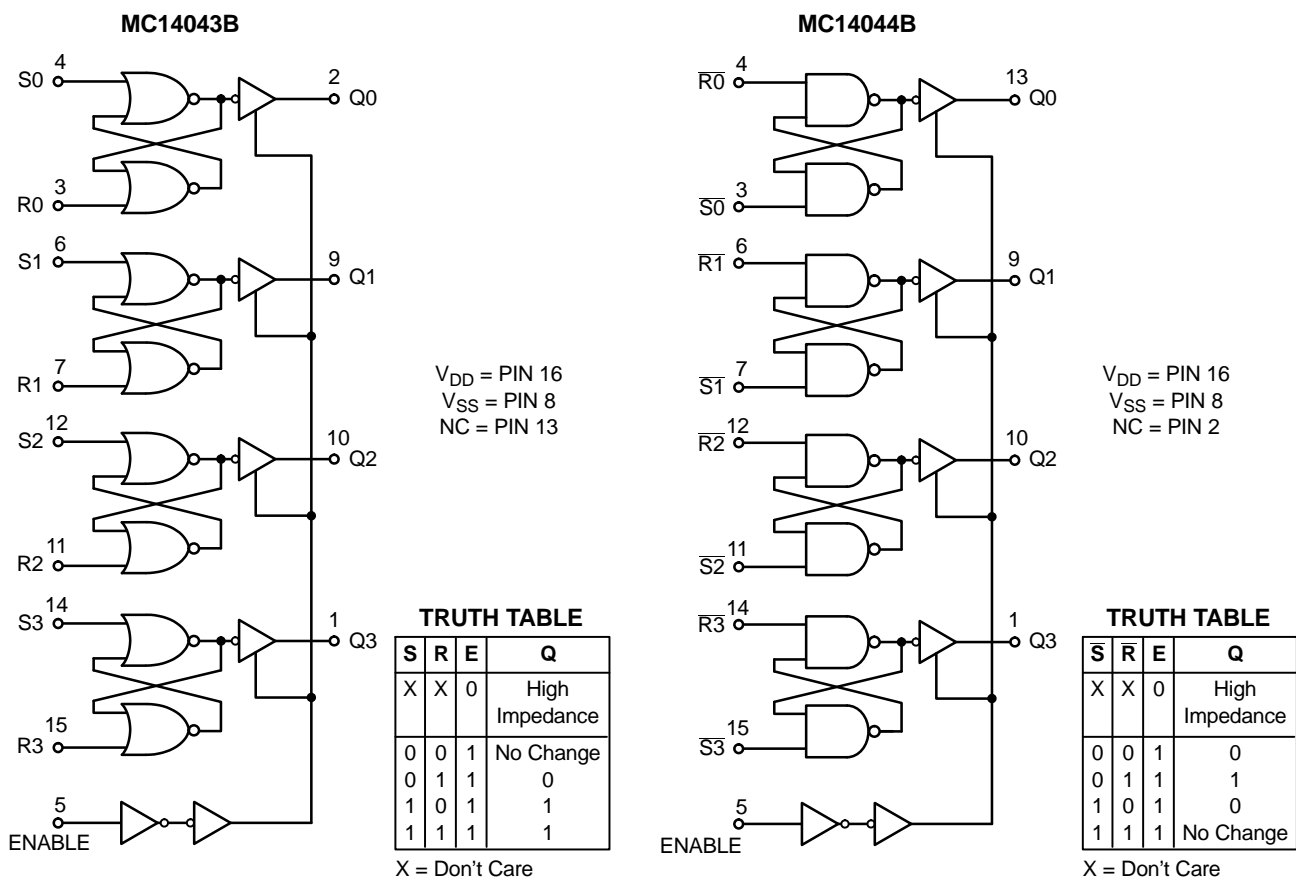 MC14043B
S0 4
2 Q0
R0 3
S1 6
9 Q1
R1 7
S2 12
10 Q2
R2 11
S3 14
1 Q3
R3 15
5
ENABLE
VDD = PIN 16
VSS = PIN 8
NC = PIN 13
TRUTH TABLE
S R E Q
X X 0 High
Impedance
0 0 1 No Change
0 1 1 0
1 0 1 1
1 1 1 1
X = Don't Care
MC14044B
R̅0̅ 4
13 Q0
S̅0̅ 3
R̅1̅ 6
9 Q1
S̅1̅ 7
R̅2̅ 12
10 Q2
S̅2̅ 11
R̅3̅ 14
1 Q3
S̅3̅ 15
5
ENABLE
VDD = PIN 16
VSS = PIN 8
NC = PIN 2
TRUTH TABLE
S̅ R̅ E Q
X X 0 High
Impedance
0 0 1 0
0 1 1 1
1 0 1 0
1 1 1 No Change
X = Don't Care